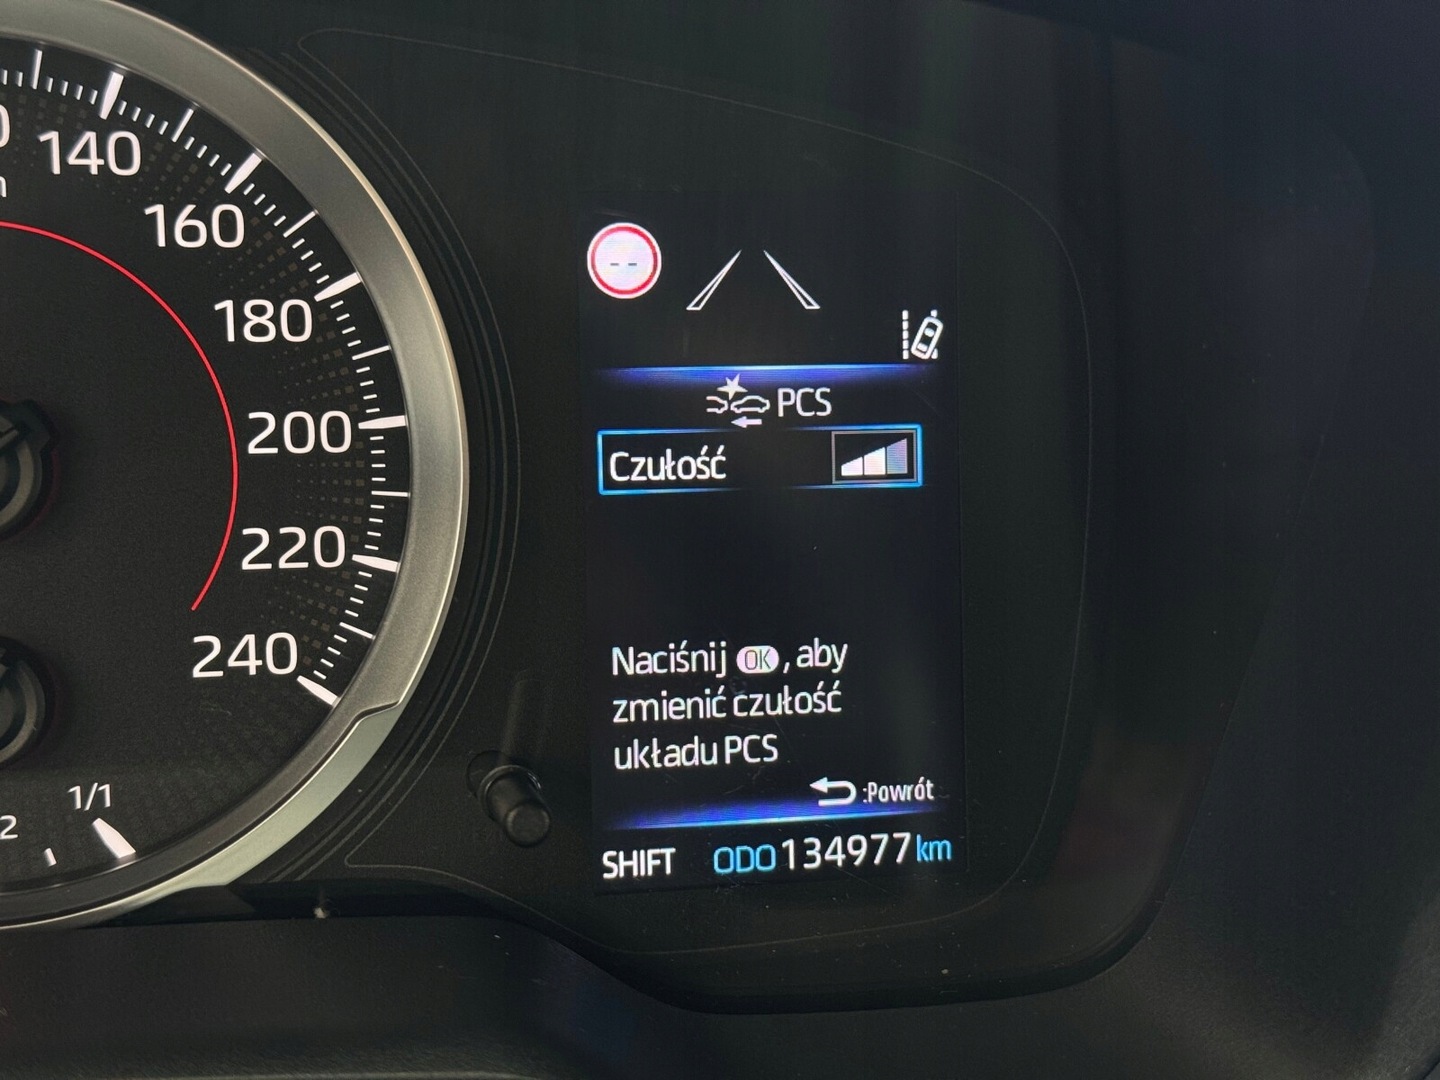 140
160
180
200
220
240
1/1
2
--
PCS
Czułość
Naciśnij OK, aby
zmienić czułość
układu PCS
:Powrót
SHIFT ODO 134977 km